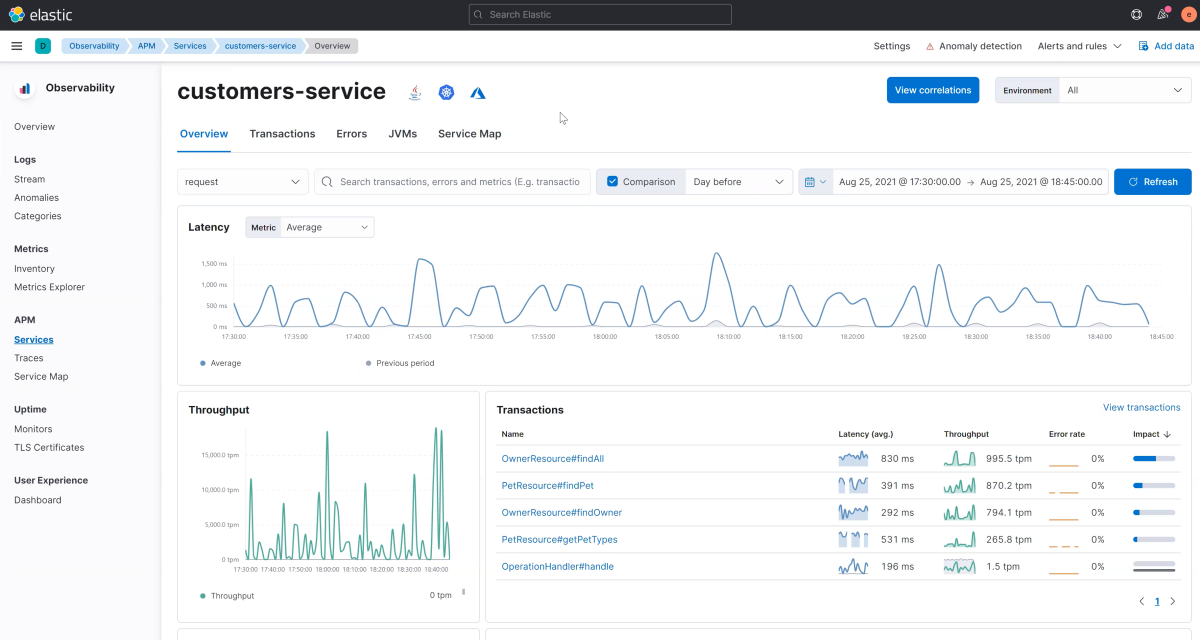 elastic
Search Elastic
e
D Observability APM Services customers-service Overview
Settings Anomaly detection Alerts and rules Add data
Observability
Overview
Logs
Stream
Anomalies
Categories
Metrics
Inventory
Metrics Explorer
APM
Services
Traces
Service Map
Uptime
Monitors
TLS Certificates
User Experience
Dashboard
customers-service
View correlations
Environment All
Overview Transactions Errors JVMs Service Map
request
Search transactions, errors and metrics (E.g. transactio
Comparison Day before
Aug 25, 2021 @ 17:30:00.00 → Aug 25, 2021 @ 18:45:00.00
Refresh
Latency Metric Average
1,500 ms
1,000 ms
500 ms
0 ms
17:30:00 17:35:00 17:40:00 17:45:00 17:50:00 17:55:00 18:00:00 18:05:00 18:10:00 18:15:00 18:20:00 18:25:00 18:30:00 18:35:00 18:40:00 18:45:00
Average Previous period
Throughput
15,000.0 tpm
10,000.0 tpm
5,000.0 tpm
0 tpm
17:30:00 17:40:00 17:50:00 18:00:00 18:10:00 18:20:00 18:30:00 18:40:00
Throughput 0 tpm
Transactions View transactions
Name Latency (avg.) Throughput Error rate Impact
OwnerResource#findAll 830 ms 995.5 tpm 0%
PetResource#findPet 391 ms 870.2 tpm 0%
OwnerResource#findOwner 292 ms 794.1 tpm 0%
PetResource#getPetTypes 531 ms 265.8 tpm 0%
OperationHandler#handle 196 ms 1.5 tpm 0%
1